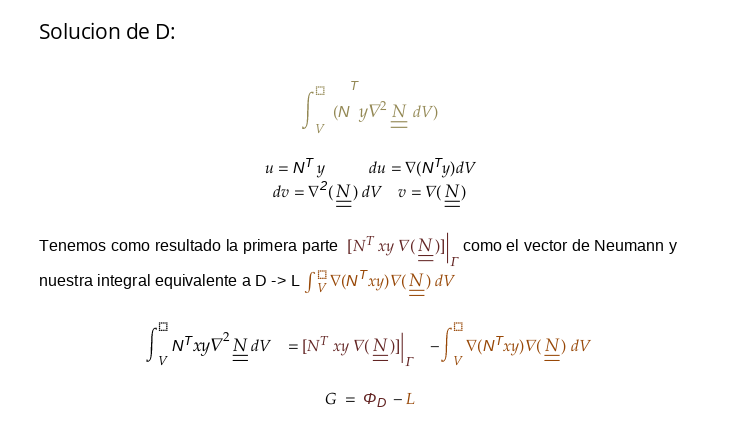 Solucion de D:
∫_V^□ (N^T y∇² N dV)
u = N^T y  du = ∇(N^T y)dV
dv = ∇²(N) dV  v = ∇(N)
Tenemos como resultado la primera parte [N^T xy ∇(N)]|_Γ como el vector de Neumann y
nuestra integral equivalente a D -> L ∫_V^□ ∇(N^T xy)∇(N) dV
∫_V^□ N^T xy∇² N dV = [N^T xy ∇(N)]|_Γ −∫_V^□ ∇(N^T xy)∇(N) dV
G = Φ_D − L